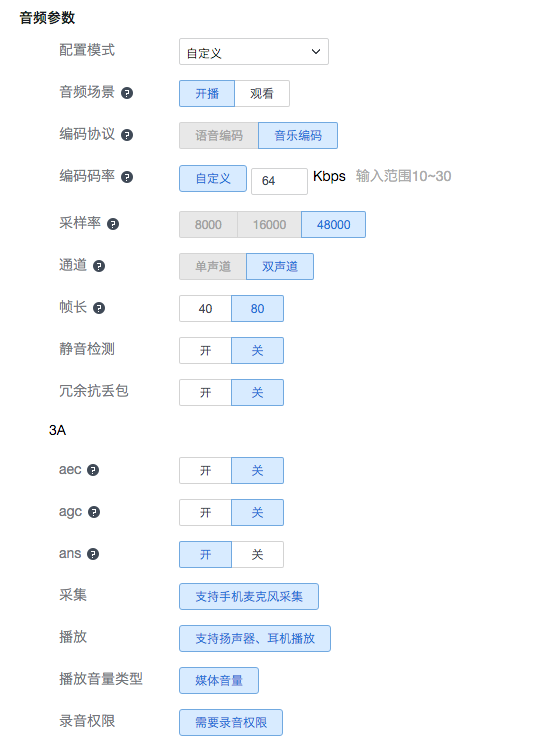 音频参数
配置模式 自定义
音频场景 ? 开播 观看
编码协议 ? 语音编码 音乐编码
编码码率 ? 自定义 64 Kbps 输入范围10~30
采样率 ? 8000 16000 48000
通道 ? 单声道 双声道
帧长 ? 40 80
静音检测 开 关
冗余抗丢包 开 关
3A
aec ? 开 关
agc ? 开 关
ans ? 开 关
采集 支持手机麦克风采集
播放 支持扬声器、耳机播放
播放音量类型 媒体音量
录音权限 需要录音权限